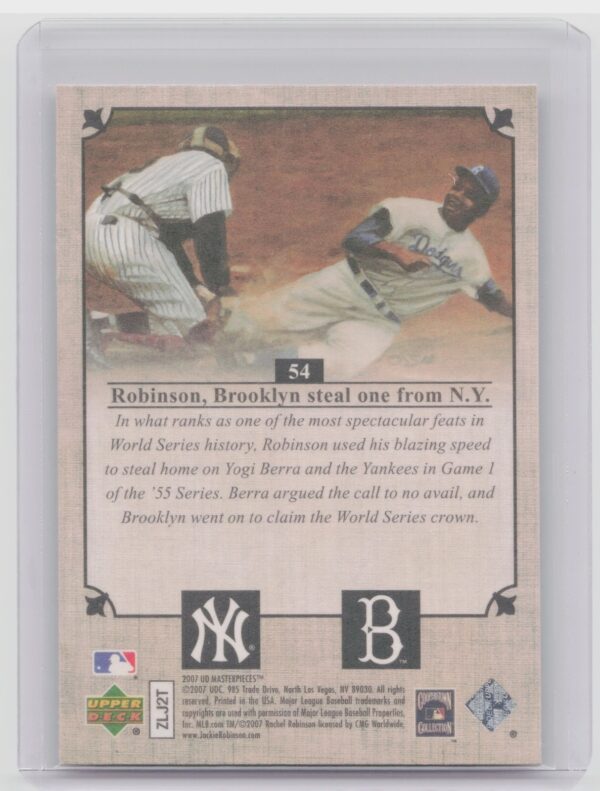 Dodgers
54
Robinson, Brooklyn steal one from N.Y.
In what ranks as one of the most spectacular feats in
World Series history, Robinson used his blazing speed
to steal home on Yogi Berra and the Yankees in Game 1
of the '55 Series. Berra argued the call to no avail, and
Brooklyn went on to claim the World Series crown.
NY ®
B ™
2007 UD MASTERPIECES™
©2007 UDC. 985 Trade Drive, North Las Vegas, NV 89030. All rights
reserved. Printed in the USA. Major League Baseball trademarks and
copyrights are used with permission of Major League Baseball Properties,
Inc. MLB.com TM/©2007 Rachel Robinson licensed by CMG Worldwide,
www.JackieRobinson.com
UPPER
DECK
®
ZLJ2T
COOPERSTOWN
COLLECTION
®